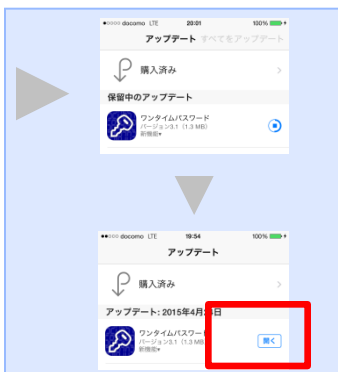 docomo LTE 20:01 100%
アップデート すべてをアップデート
購入済み
保留中のアップデート
ワンタイムパスワード
バージョン3.1 (1.3 MB)
新機能▾
docomo LTE 19:54 100%
アップデート
購入済み
アップデート: 2015年4月24日
ワンタイムパスワード
バージョン3.1 (1.3 MB)
新機能▾
開く